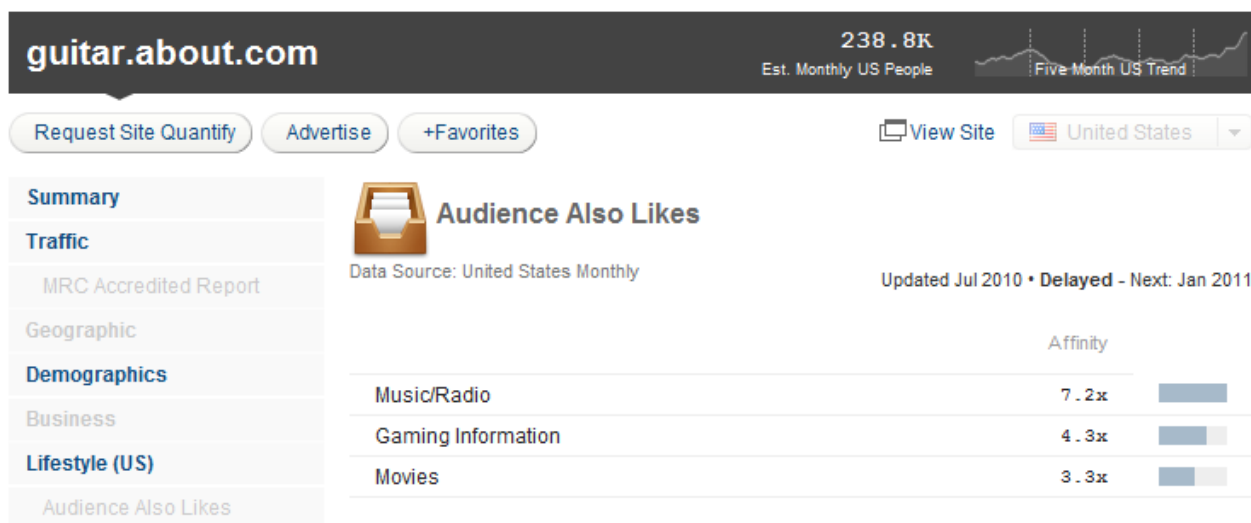 guitar.about.com
238.8K
Est. Monthly US People
Five Month US Trend
Request Site Quantify
Advertise
+Favorites
View Site
United States
Summary
Traffic
MRC Accredited Report
Geographic
Demographics
Business
Lifestyle (US)
Audience Also Likes
Audience Also Likes
Data Source: United States Monthly
Updated Jul 2010 • Delayed - Next: Jan 2011
Affinity
Music/Radio 7.2x
Gaming Information 4.3x
Movies 3.3x